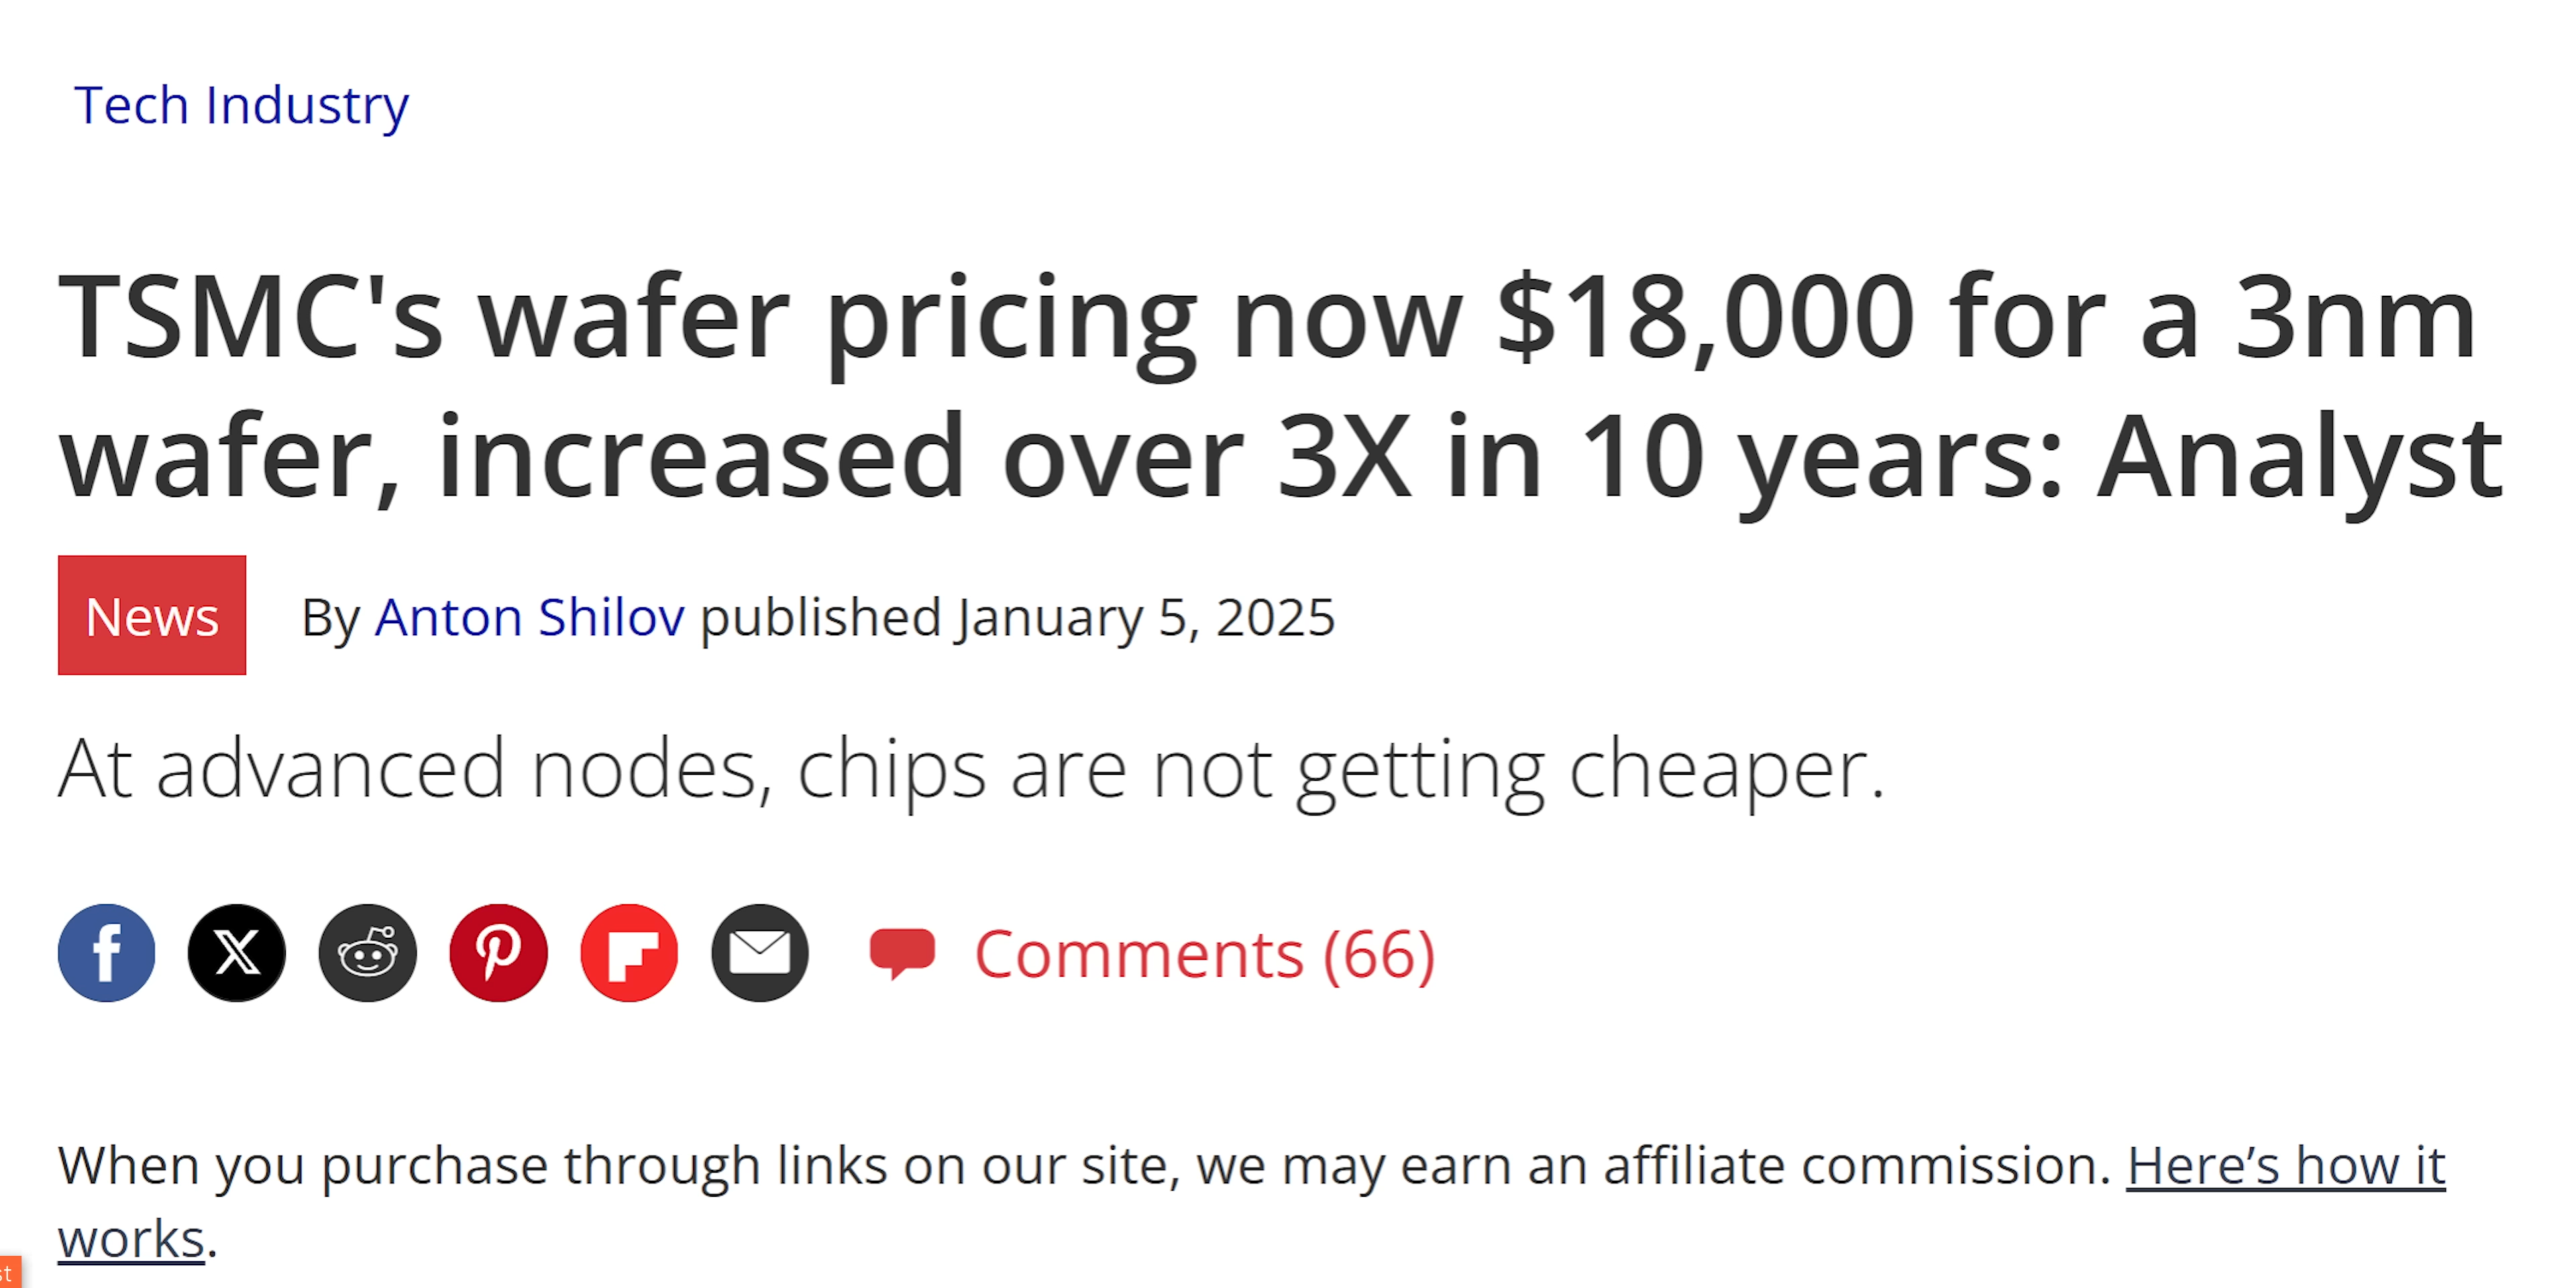 Tech Industry
TSMC's wafer pricing now $18,000 for a 3nm
wafer, increased over 3X in 10 years: Analyst
News By Anton Shilov published January 5, 2025
At advanced nodes, chips are not getting cheaper.
Comments (66)
When you purchase through links on our site, we may earn an affiliate commission. Here’s how it
works.
st